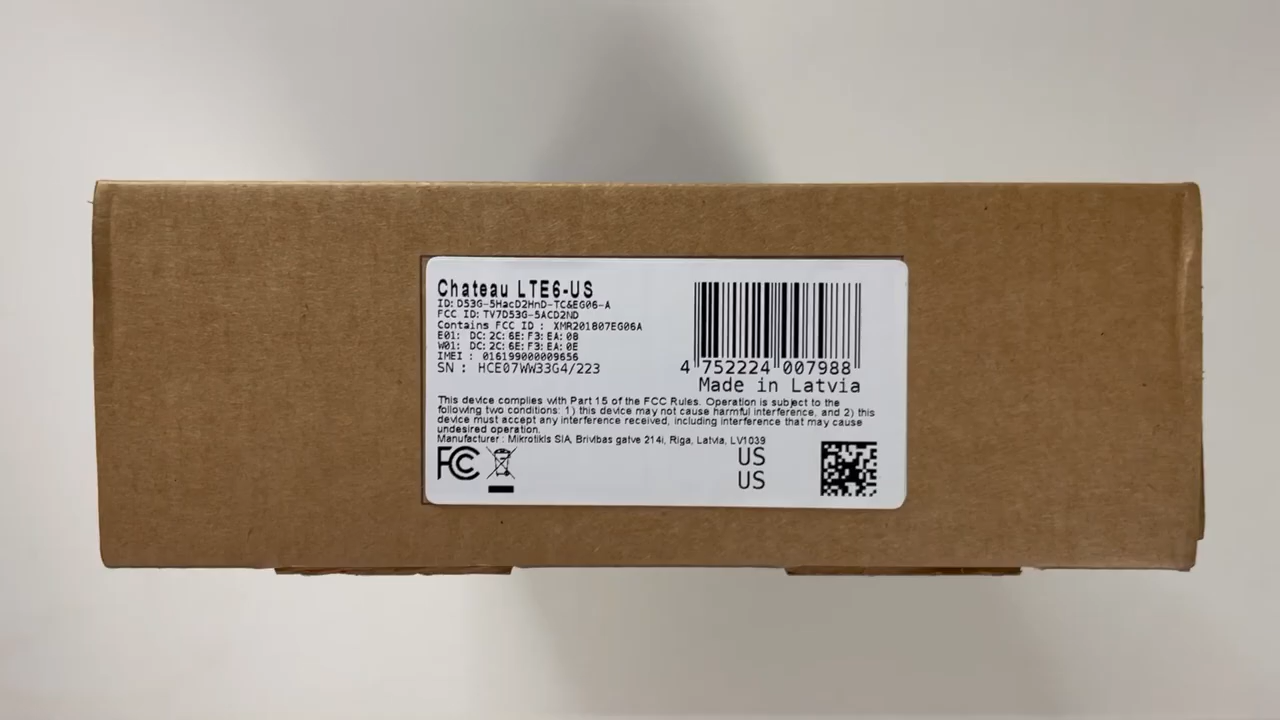 Chateau LTE6-US
ID: D53G-5HacD2HnD-TC&EG06-A
FCC ID: TV7D53G-5ACD2ND
Contains FCC ID : XMR201807EG06A
E01: DC:2C:6E:F3:EA:08
W01: DC:2C:6E:F3:EA:0E
IMEI : 016199000009656
SN : HCE07WW33G4/223
4 752224 007988
Made in Latvia
This device complies with Part 15 of the FCC Rules. Operation is subject to the
following two conditions: 1) this device may not cause harmful interference, and 2) this
device must accept any interference received, including interference that may cause
undesired operation.
Manufacturer : Mikrotikls SIA, Brivibas gatve 214i, Riga, Latvia, LV1039
FC
US
US